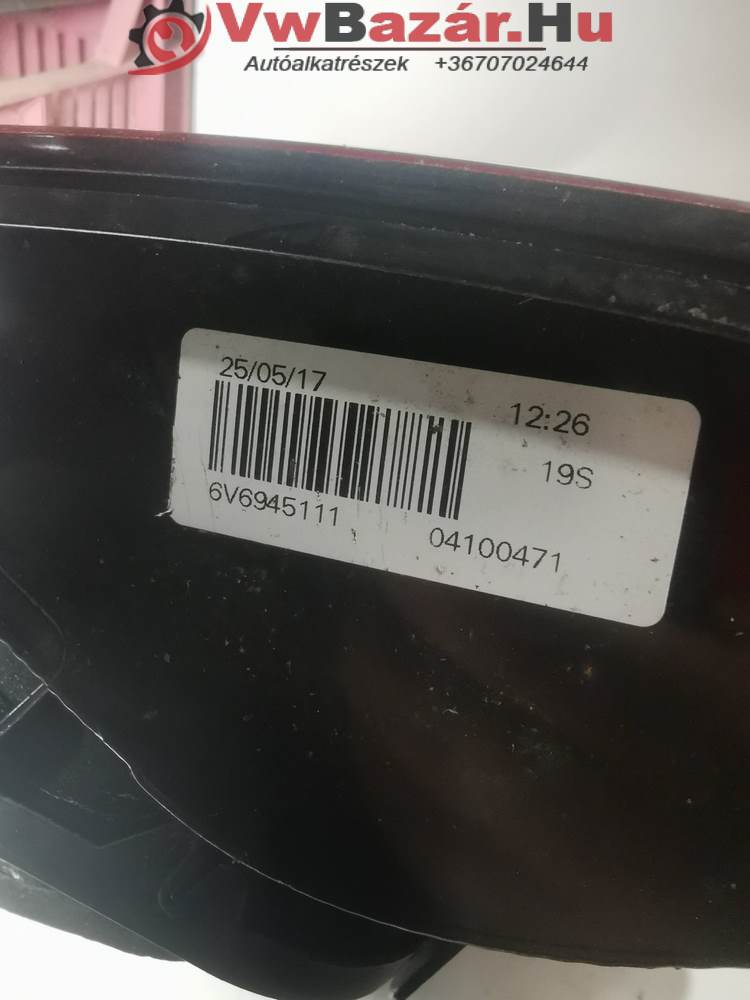 VwBazár.Hu
Autóalkatrészek +36707024644
25/05/17
12:26
19S
6V6945111
04100471